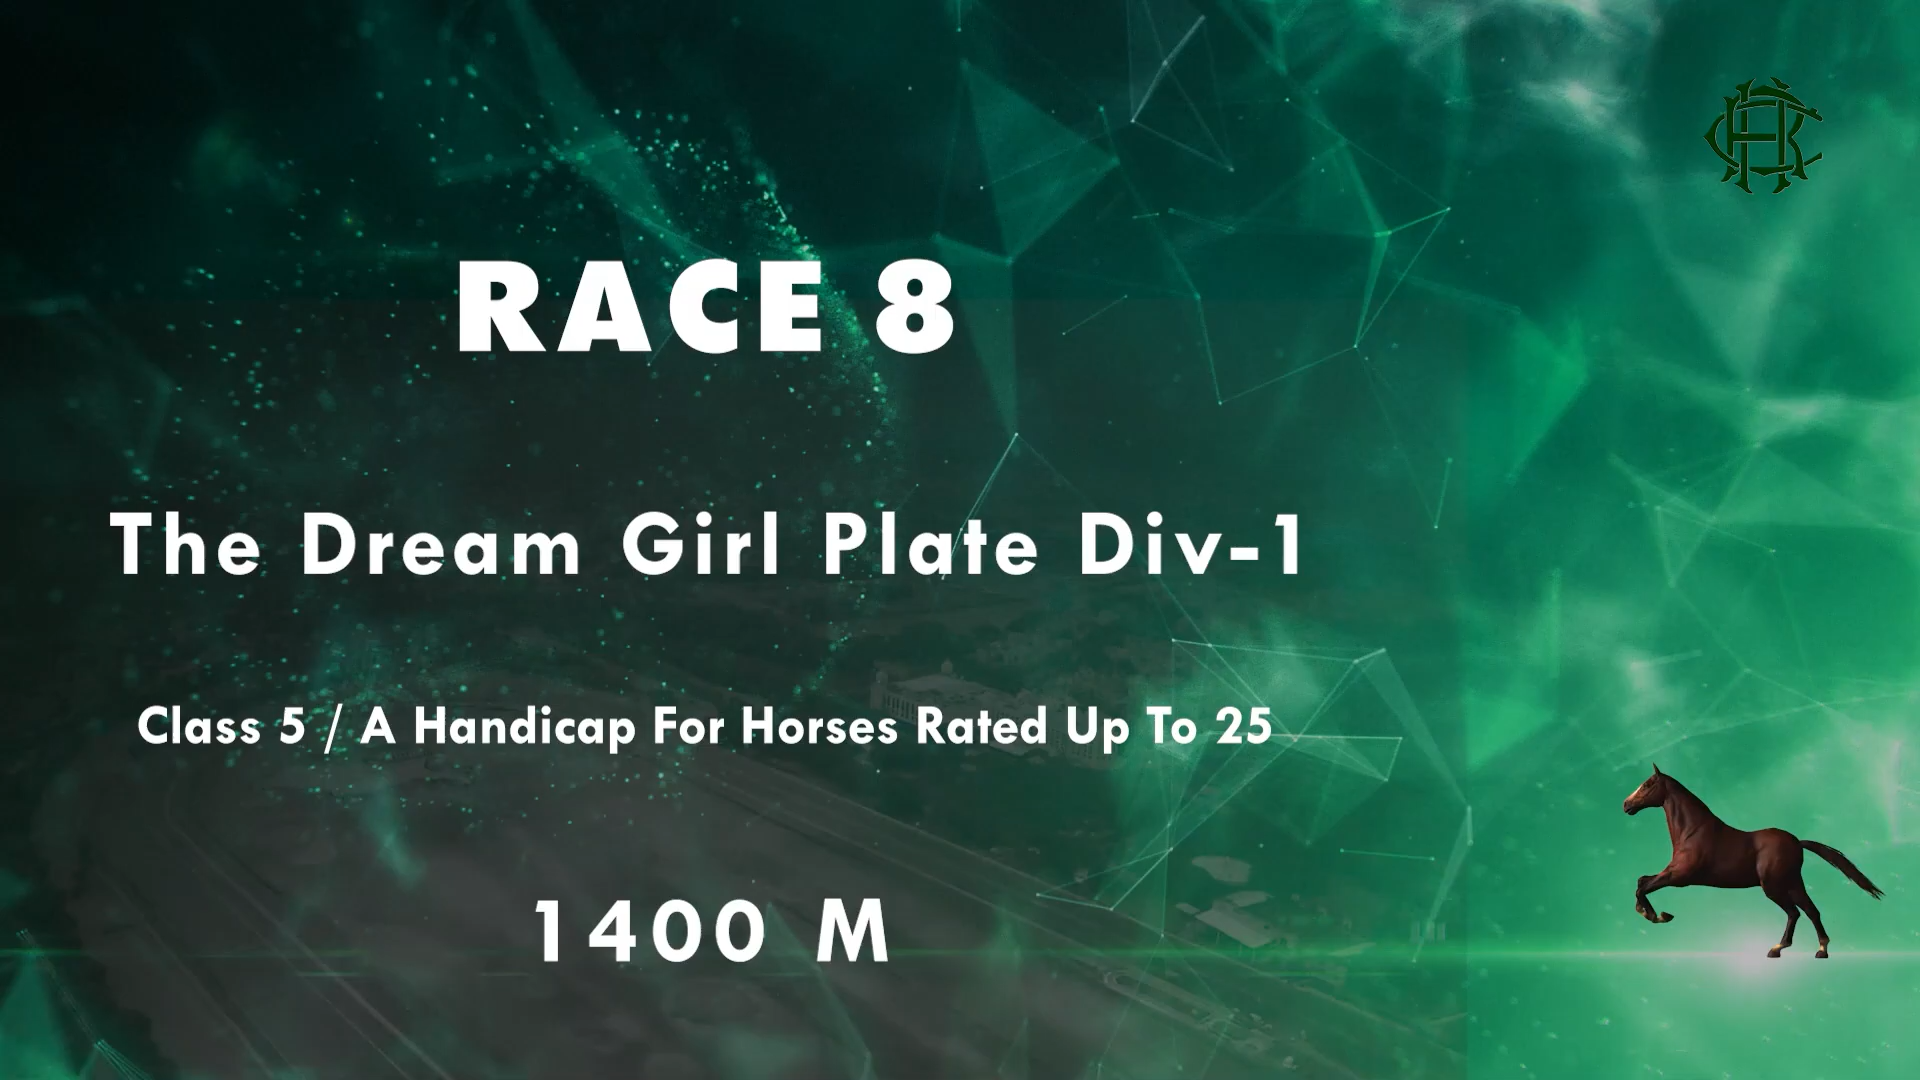 RACE 8
The Dream Girl Plate Div-1
Class 5 / A Handicap For Horses Rated Up To 25
1400 M